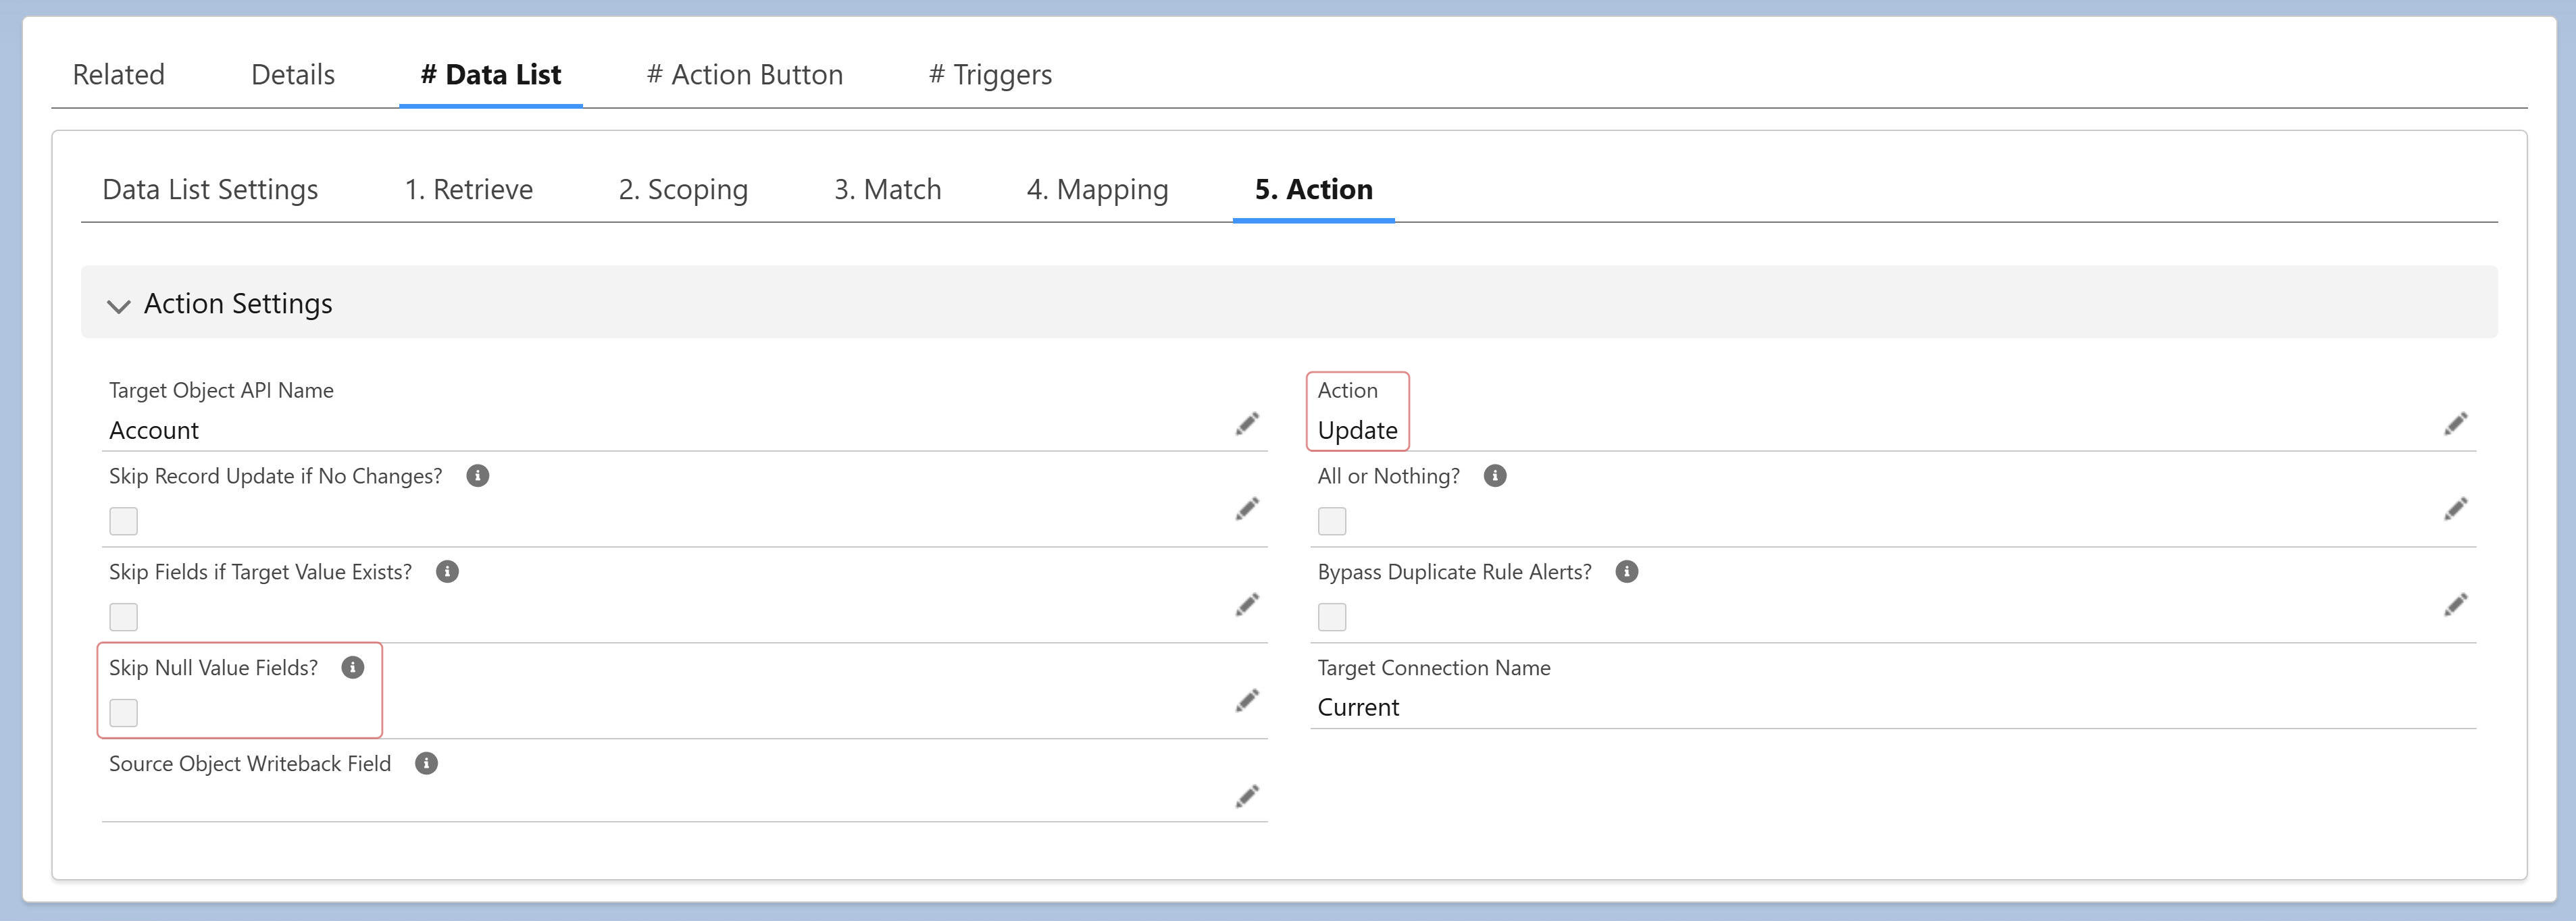 Related Details # Data List # Action Button # Triggers
Data List Settings 1. Retrieve 2. Scoping 3. Match 4. Mapping 5. Action
Action Settings
Target Object API Name
Account
Action
Update
Skip Record Update if No Changes?
All or Nothing?
Skip Fields if Target Value Exists?
Bypass Duplicate Rule Alerts?
Skip Null Value Fields?
Target Connection Name
Current
Source Object Writeback Field